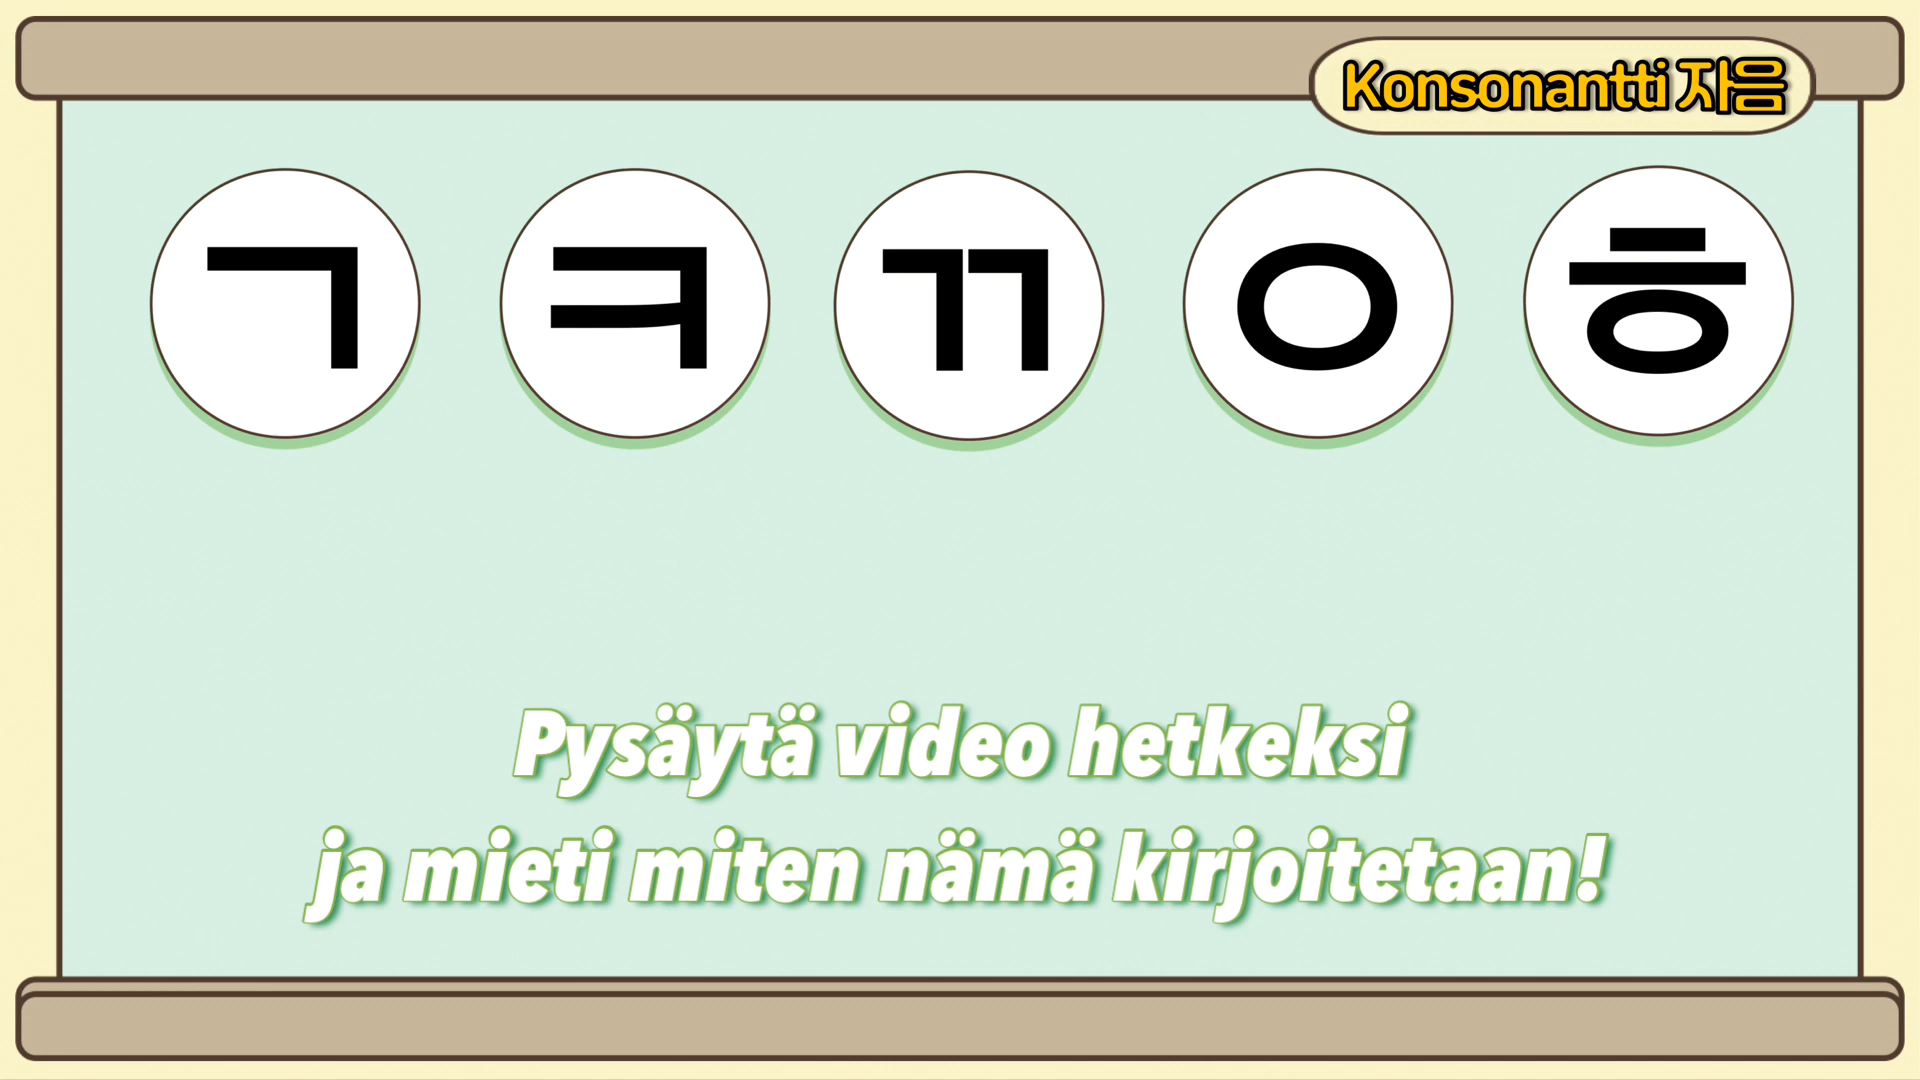 Konsonantti 자음
ㄱ ㅋ ㄲ ㅇ ㅎ
Pysäytä video hetkeksi
ja mieti miten nämä kirjoitetaan!